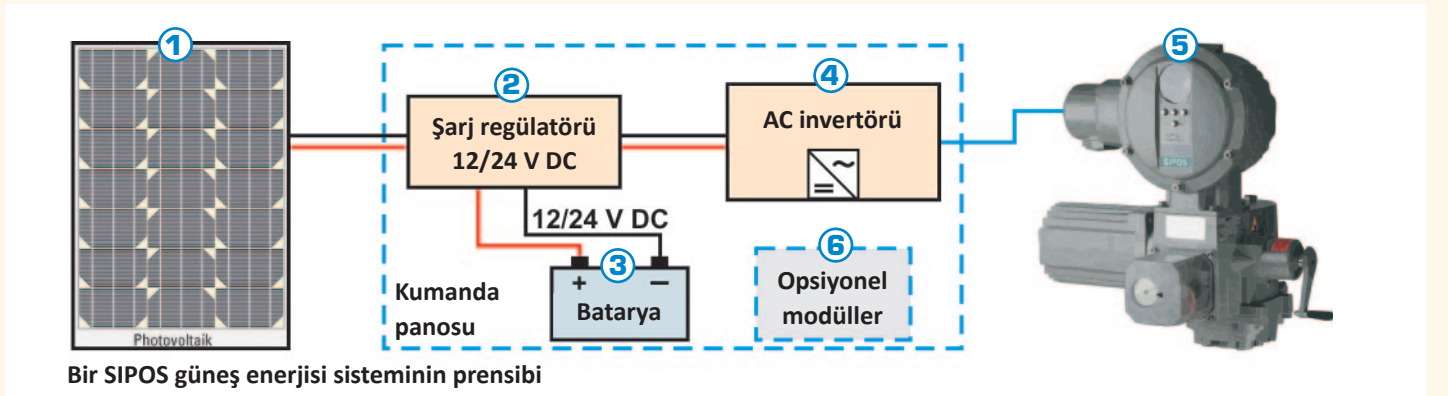 1
2
3
4
5
6
Şarj regülatörü
12/24 V DC
AC invertörü
~
=
12/24 V DC
+ −
Batarya
Kumanda
panosu
Opsiyonel
modüller
Photovoltaik
SIPOS
Bir SIPOS güneş enerjisi sisteminin prensibi